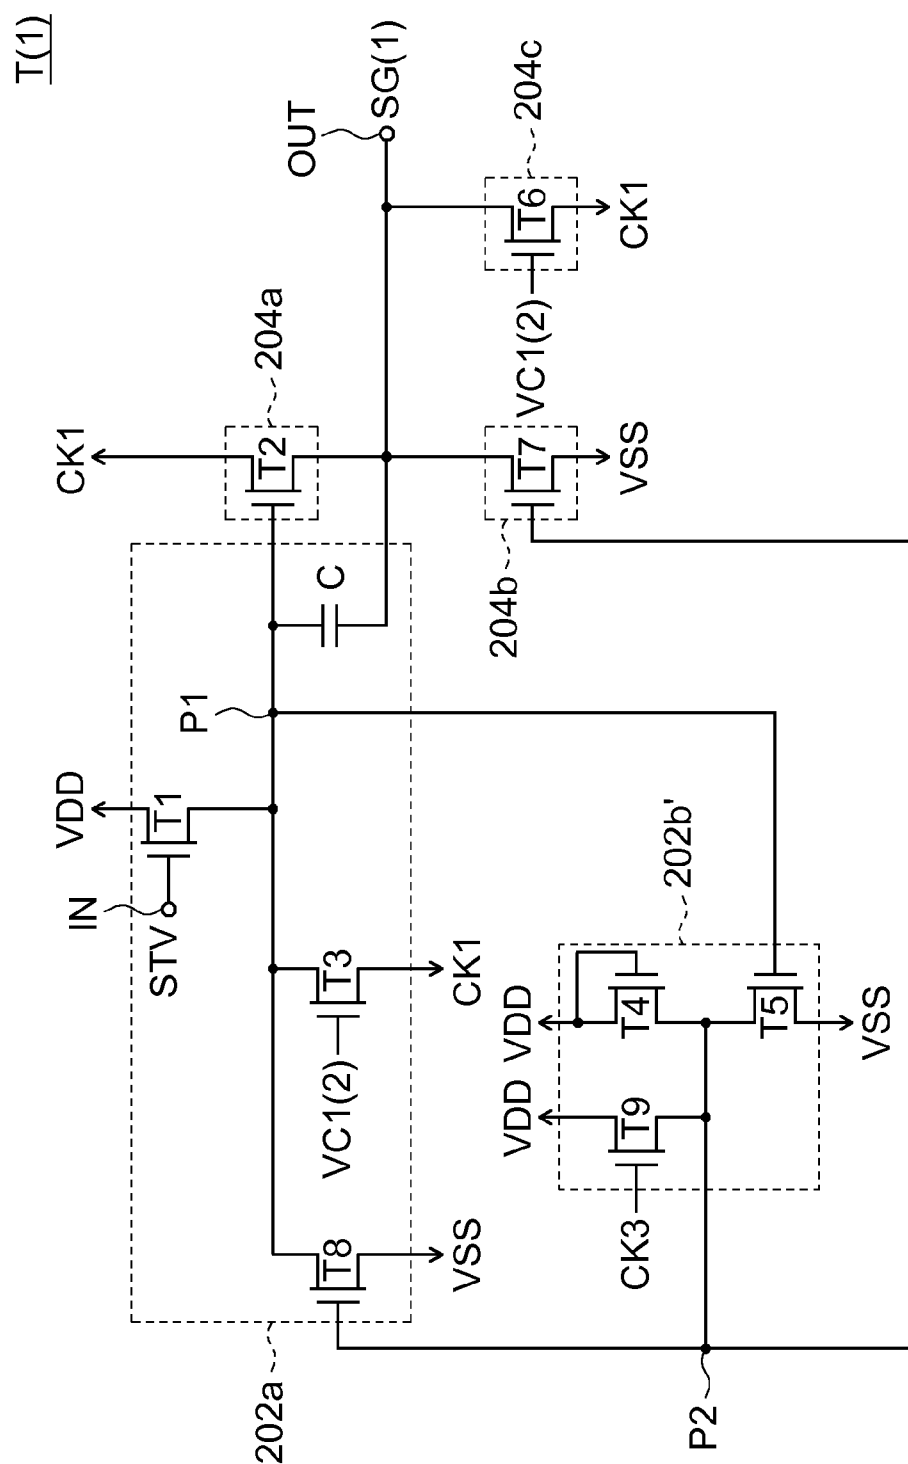 T(1)
CK1
204a
T2
OUT
SG(1)
204c
T6
VC1(2)
CK1
T7
VSS
204b
C
P1
VDD
T1
IN
STV
T3
VC1(2)
CK1
T8
VSS
202a
202b'
VDD
T4
VDD
T9
CK3
T5
VSS
P2